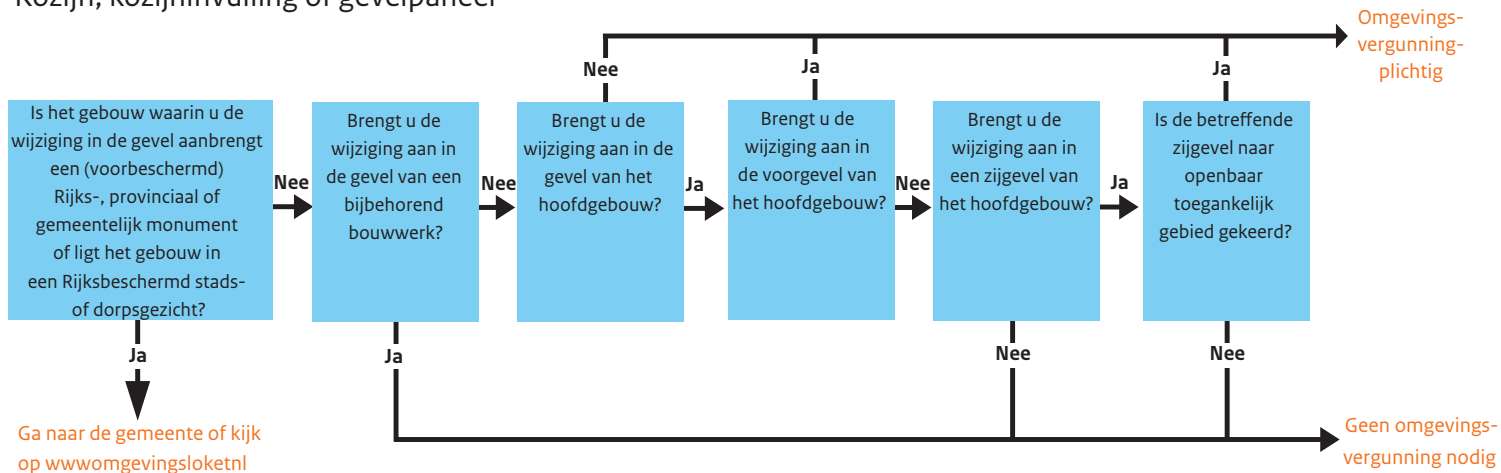 Kozijn, kozijninvulling of gevelpaneel
Omgevings-
vergunning-
plichtig
Nee
Ja
Ja
Is het gebouw waarin u de
wijziging in de gevel aanbrengt
een (voorbeschermd)
Rijks-, provinciaal of
gemeentelijk monument
of ligt het gebouw in
een Rijksbeschermd stads-
of dorpsgezicht?
Nee
Brengt u de
wijziging aan in
de gevel van een
bijbehorend
bouwwerk?
Nee
Brengt u de
wijziging aan in de
gevel van het
hoofdgebouw?
Ja
Brengt u de
wijziging aan in
de voorgevel van
het hoofdgebouw?
Nee
Brengt u de
wijziging aan in
een zijgevel van
het hoofdgebouw?
Ja
Is de betreffende
zijgevel naar
openbaar
toegankelijk
gebied gekeerd?
Ja
Ja
Nee
Nee
Ga naar de gemeente of kijk
op wwwomgevingsloketnl
Geen omgevings-
vergunning nodig